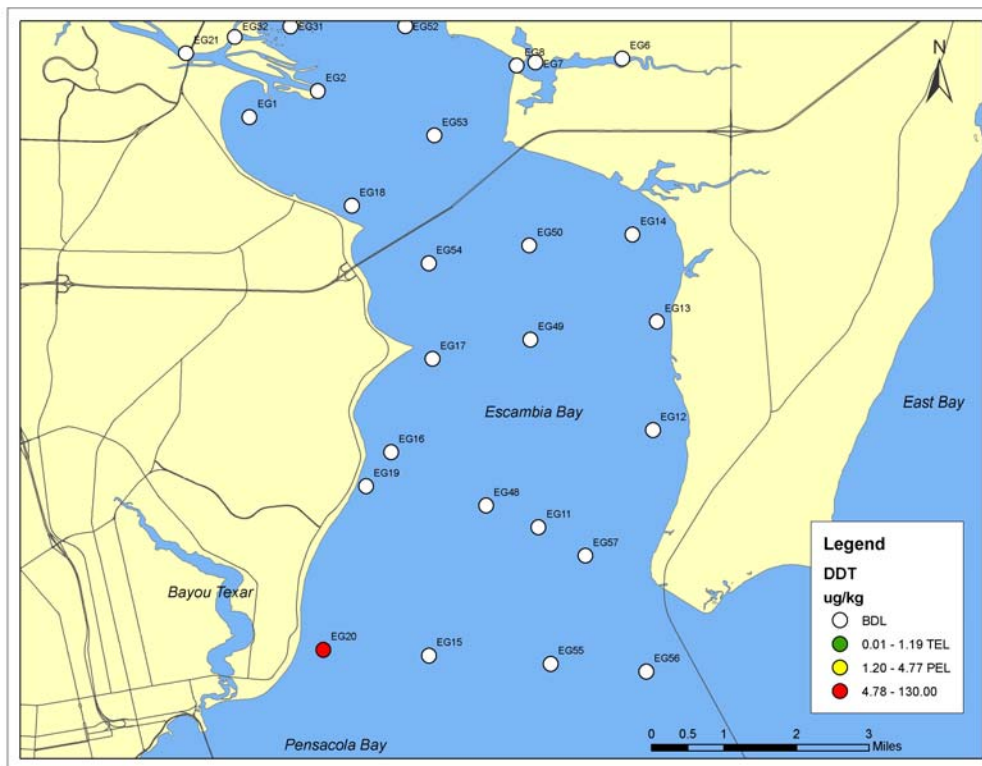 EG32
EG31
EG52
EG21
EG8
EG7
EG6
N
EG2
EG1
EG53
EG18
EG14
EG50
EG54
EG13
EG49
EG17
Escambia Bay
East Bay
EG12
EG16
EG19
EG48
EG11
EG57
Bayou Texar
EG20
EG15
EG55
EG56
Pensacola Bay
Legend
DDT
ug/kg
BDL
0.01 - 1.19 TEL
1.20 - 4.77 PEL
4.78 - 130.00
0 0.5 1 2 3
Miles